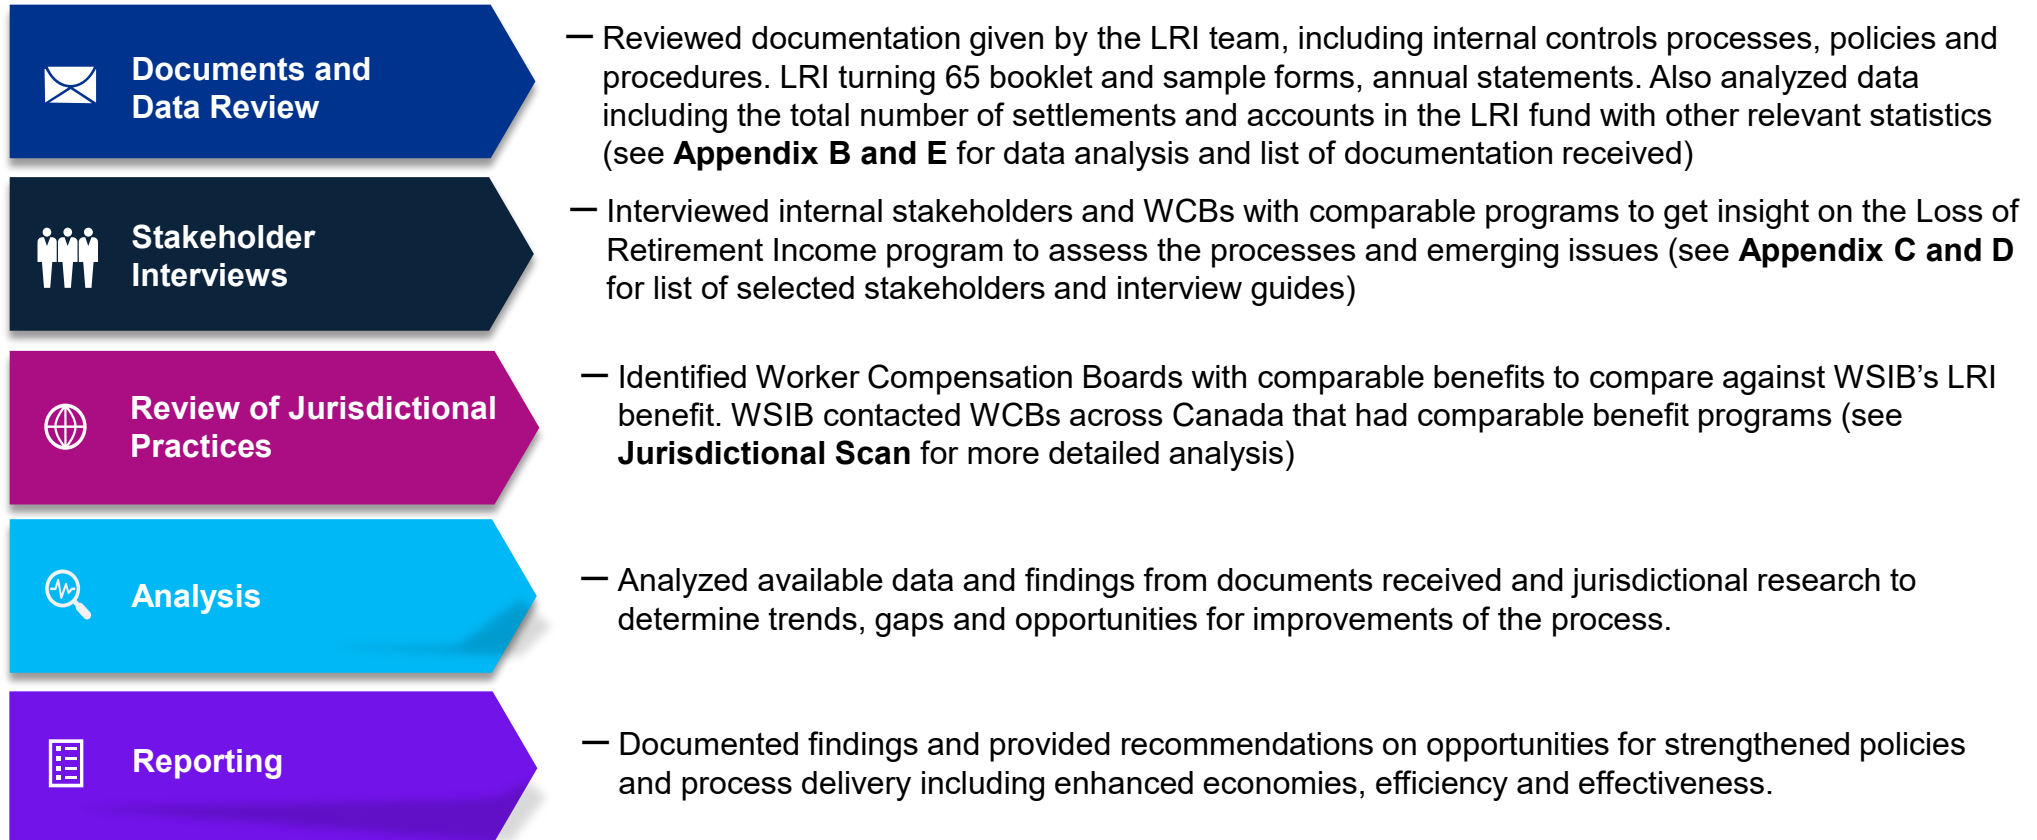 Documents and
Data Review
— Reviewed documentation given by the LRI team, including internal controls processes, policies and
procedures. LRI turning 65 booklet and sample forms, annual statements. Also analyzed data
including the total number of settlements and accounts in the LRI fund with other relevant statistics
(see Appendix B and E for data analysis and list of documentation received)
Stakeholder
Interviews
— Interviewed internal stakeholders and WCBs with comparable programs to get insight on the Loss of
Retirement Income program to assess the processes and emerging issues (see Appendix C and D
for list of selected stakeholders and interview guides)
Review of Jurisdictional
Practices
— Identified Worker Compensation Boards with comparable benefits to compare against WSIB’s LRI
benefit. WSIB contacted WCBs across Canada that had comparable benefit programs (see
Jurisdictional Scan for more detailed analysis)
Analysis
— Analyzed available data and findings from documents received and jurisdictional research to
determine trends, gaps and opportunities for improvements of the process.
Reporting
— Documented findings and provided recommendations on opportunities for strengthened policies
and process delivery including enhanced economies, efficiency and effectiveness.